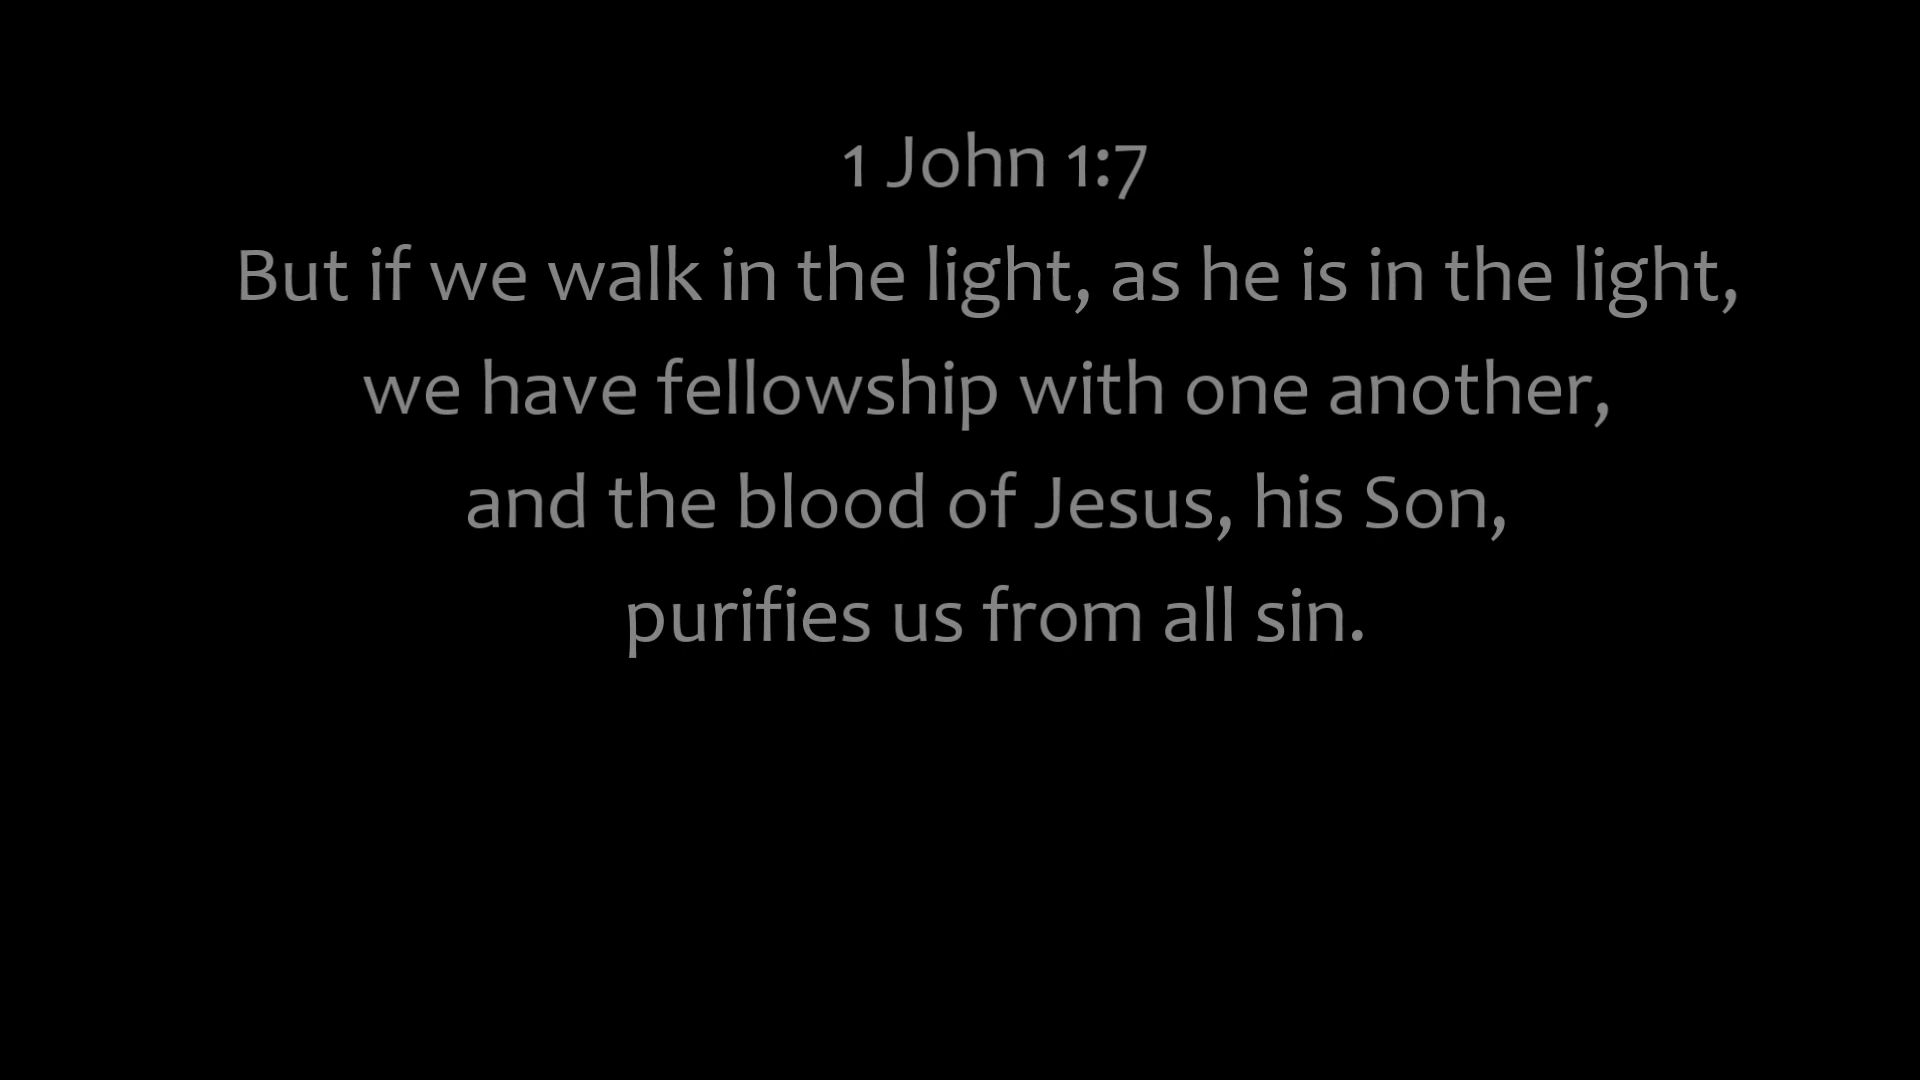 1 John 1:7
But if we walk in the light, as he is in the light,
we have fellowship with one another,
and the blood of Jesus, his Son,
purifies us from all sin.